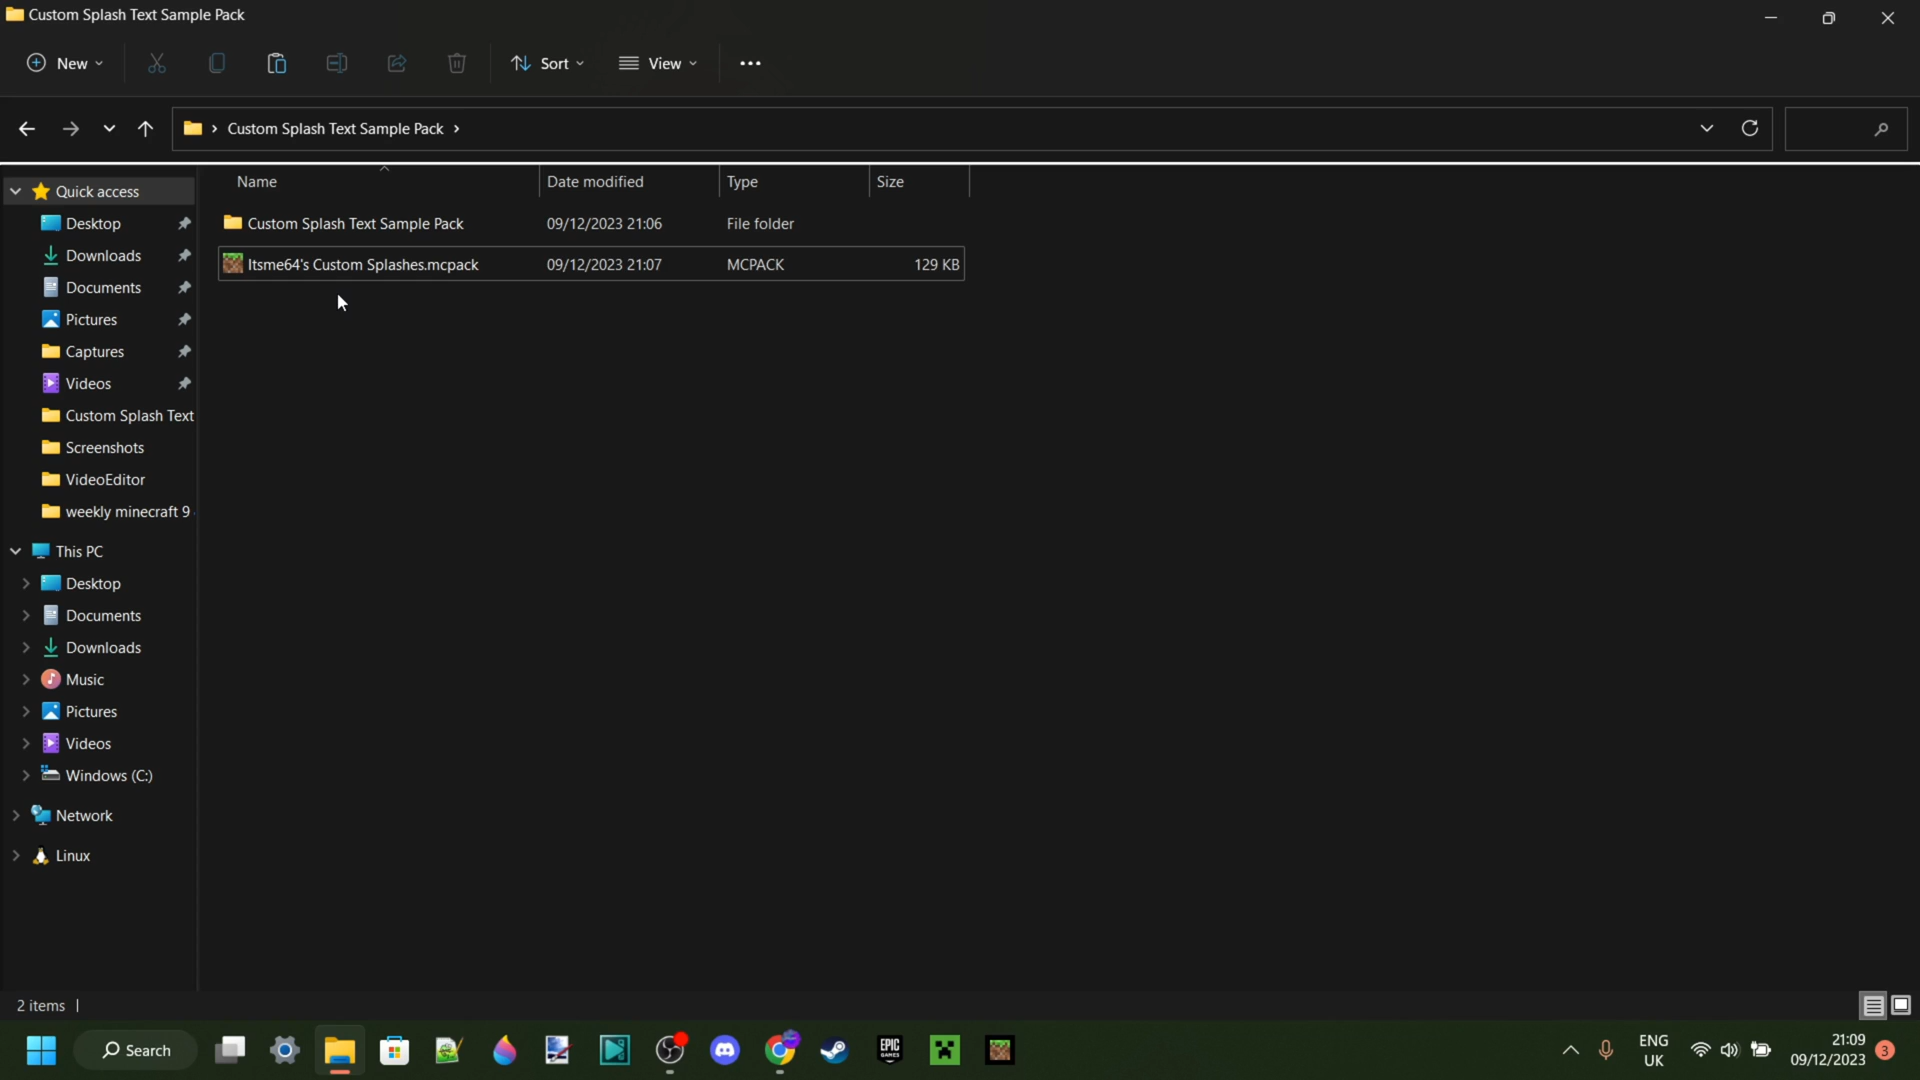 Custom Splash Text Sample Pack
New
Sort
View
Custom Splash Text Sample Pack
Name
Date modified
Type
Size
Quick access
Desktop
Downloads
Documents
Pictures
Captures
Videos
Custom Splash Text
Screenshots
VideoEditor
weekly minecraft 9
This PC
Desktop
Documents
Downloads
Music
Pictures
Videos
Windows (C:)
Network
Linux
Custom Splash Text Sample Pack 09/12/2023 21:06 File folder
Itsme64's Custom Splashes.mcpack 09/12/2023 21:07 MCPACK 129 KB
2 items
Search
EPIC
GAMES
ENG
UK
21:09
09/12/2023
3